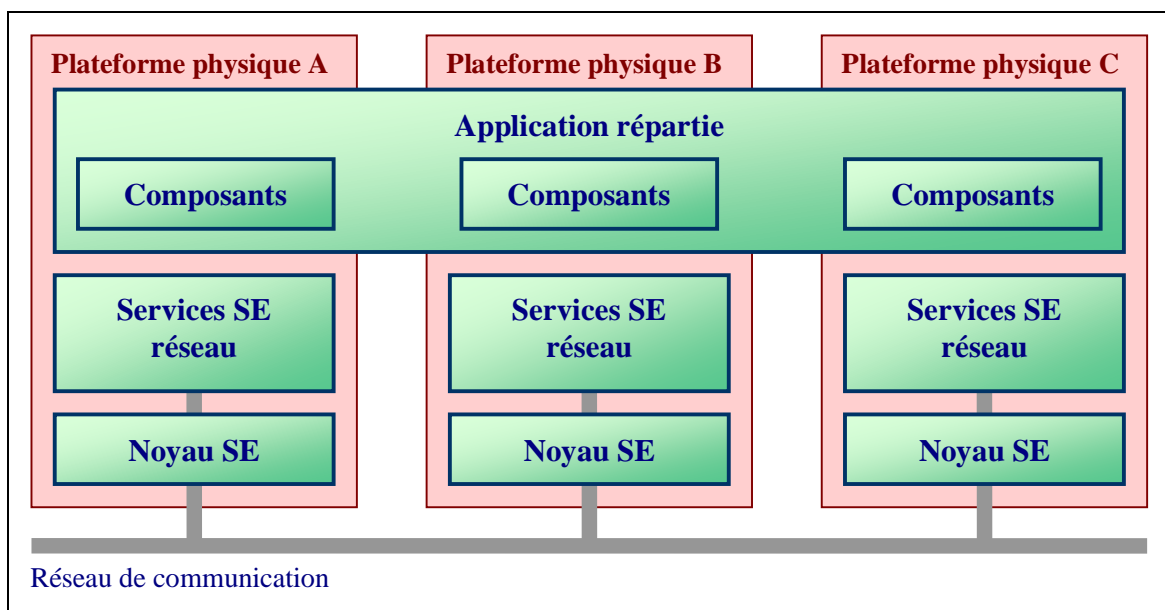 Plateforme physique A
Plateforme physique B
Plateforme physique C
Application répartie
Composants
Composants
Composants
Services SE
réseau
Services SE
réseau
Services SE
réseau
Noyau SE
Noyau SE
Noyau SE
Réseau de communication